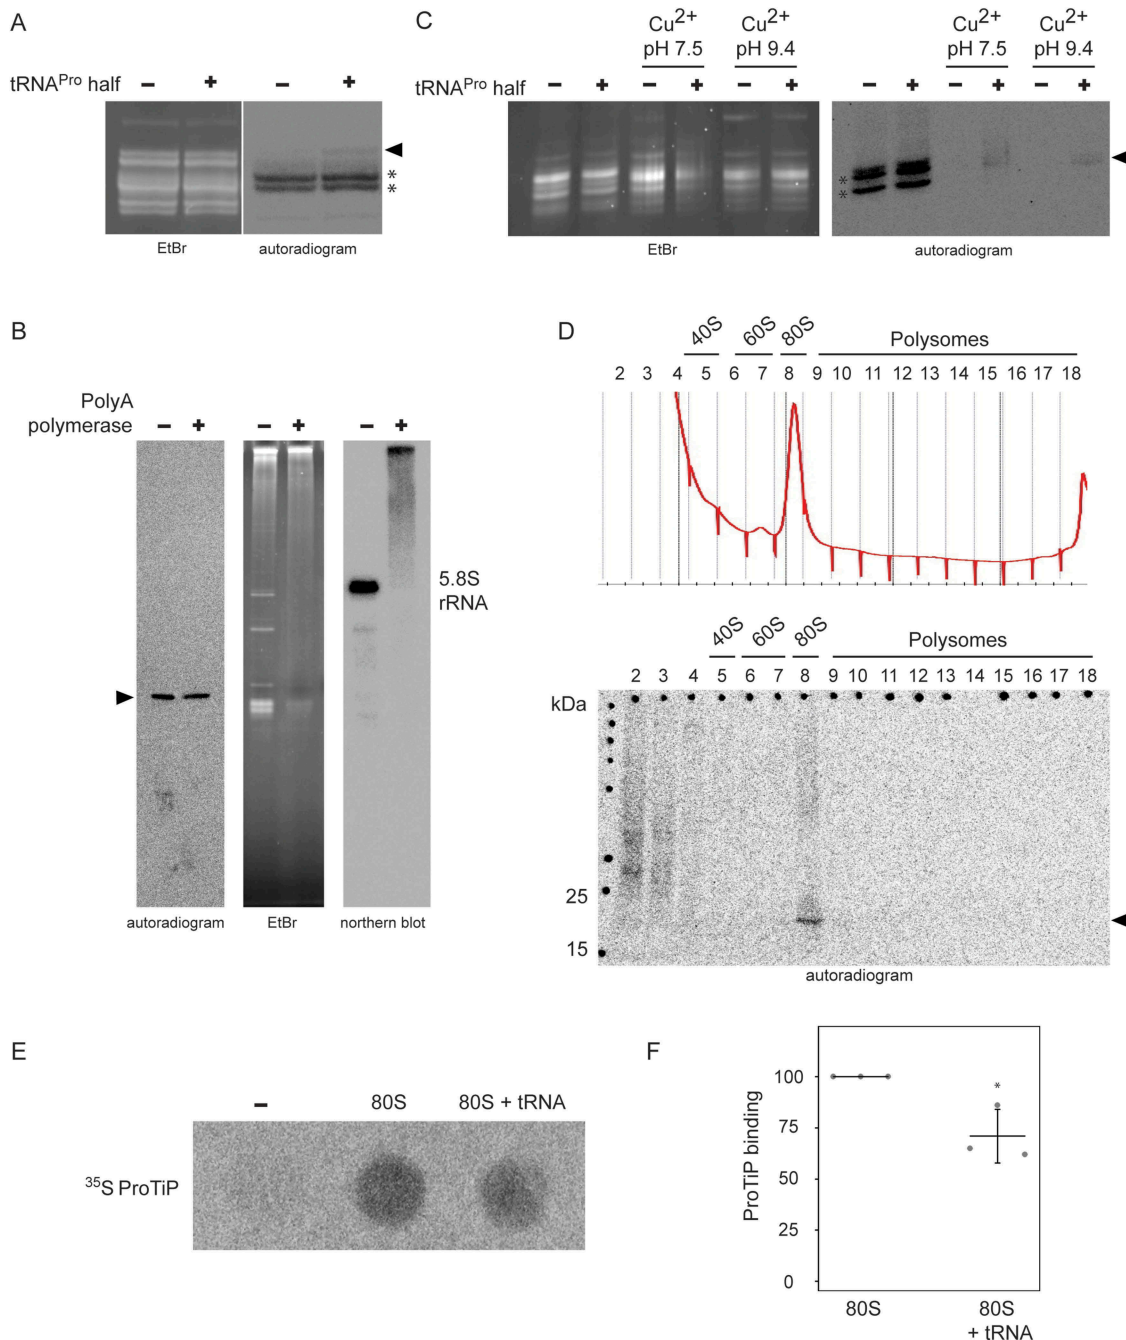 A
tRNAPro half
− + − +
*
*
EtBr autoradiogram
C
Cu2+ pH 7.5 Cu2+ pH 9.4 Cu2+ pH 7.5 Cu2+ pH 9.4
tRNAPro half
− + − + − + − + − + − +
*
*
EtBr autoradiogram
B
PolyA
polymerase
− + − + − +
5.8S
rRNA
autoradiogram EtBr northern blot
D
40S 60S 80S Polysomes
2 3 4 5 6 7 8 9 10 11 12 13 14 15 16 17 18
40S 60S 80S Polysomes
2 3 4 5 6 7 8 9 10 11 12 13 15 16 17 18
kDa
25
15
autoradiogram
E
− 80S 80S + tRNA
35S ProTiP
F
ProTiP binding
100
75
50
25
0
*
80S 80S
+ tRNA